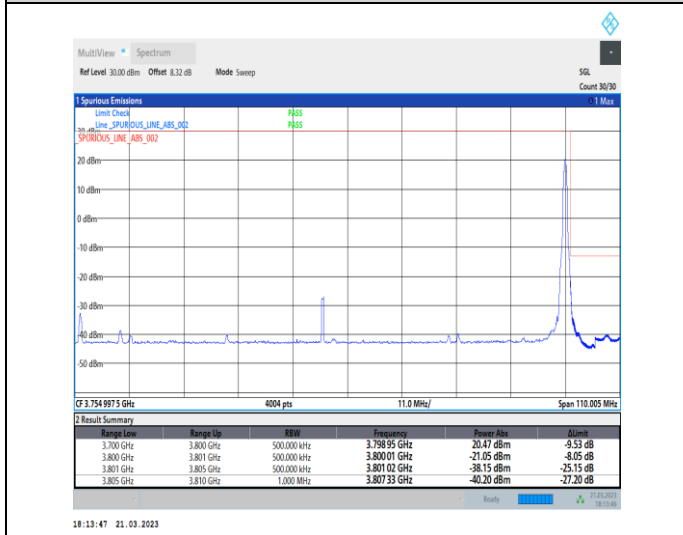 MultiView Spectrum
Ref Level 30.00 dBm Offset 8.32 dB Mode Sweep SGL
Count 30/30
1 Spurious Emissions 1 Max
Limit Check PASS
Line _SPURIOUS_LINE_ABS_002 PASS
30 dBm
_SPURIOUS_LINE_ABS_002
20 dBm
10 dBm
0 dBm
-10 dBm
-20 dBm
-30 dBm
-40 dBm
-50 dBm
CF 3.754 997 5 GHz 4004 pts 11.0 MHz/ Span 110.005 MHz
2 Result Summary
Range Low Range Up RBW Frequency Power Abs ΔLimit
3.700 GHz 3.800 GHz 500.000 kHz 3.798 95 GHz 20.47 dBm -9.53 dB
3.800 GHz 3.801 GHz 500.000 kHz 3.800 01 GHz -21.05 dBm -8.05 dB
3.801 GHz 3.805 GHz 500.000 kHz 3.801 02 GHz -38.15 dBm -25.15 dB
3.805 GHz 3.810 GHz 1.000 MHz 3.807 33 GHz -40.20 dBm -27.20 dB
Ready 21.03.2023
18:13:46
18:13:47 21.03.2023